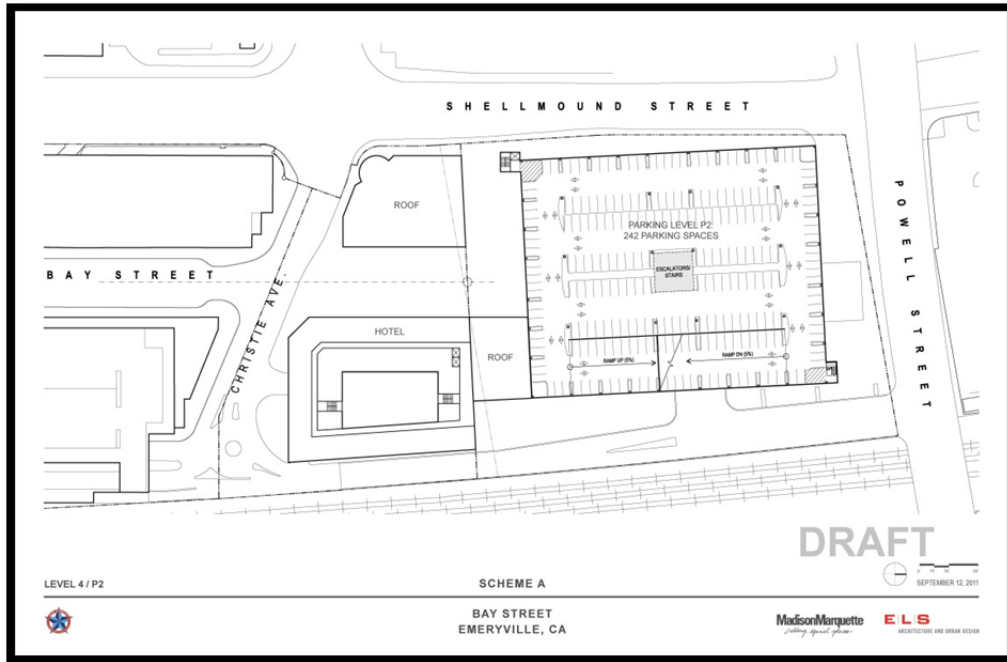 SHELLMOUND STREET
ROOF
PARKING LEVEL P2:
242 PARKING SPACES
POWELL STREET
BAY STREET
ESCALATORS/
STAIRS
CHRISTIE AVE.
HOTEL
ROOF
RAMP UP (5%)
RAMP DN (5%)
DRAFT
LEVEL 4 / P2
SCHEME A
SEPTEMBER 12, 2011
BAY STREET
EMERYVILLE, CA
MadisonMarquette
ELS
ARCHITECTURE AND URBAN DESIGN